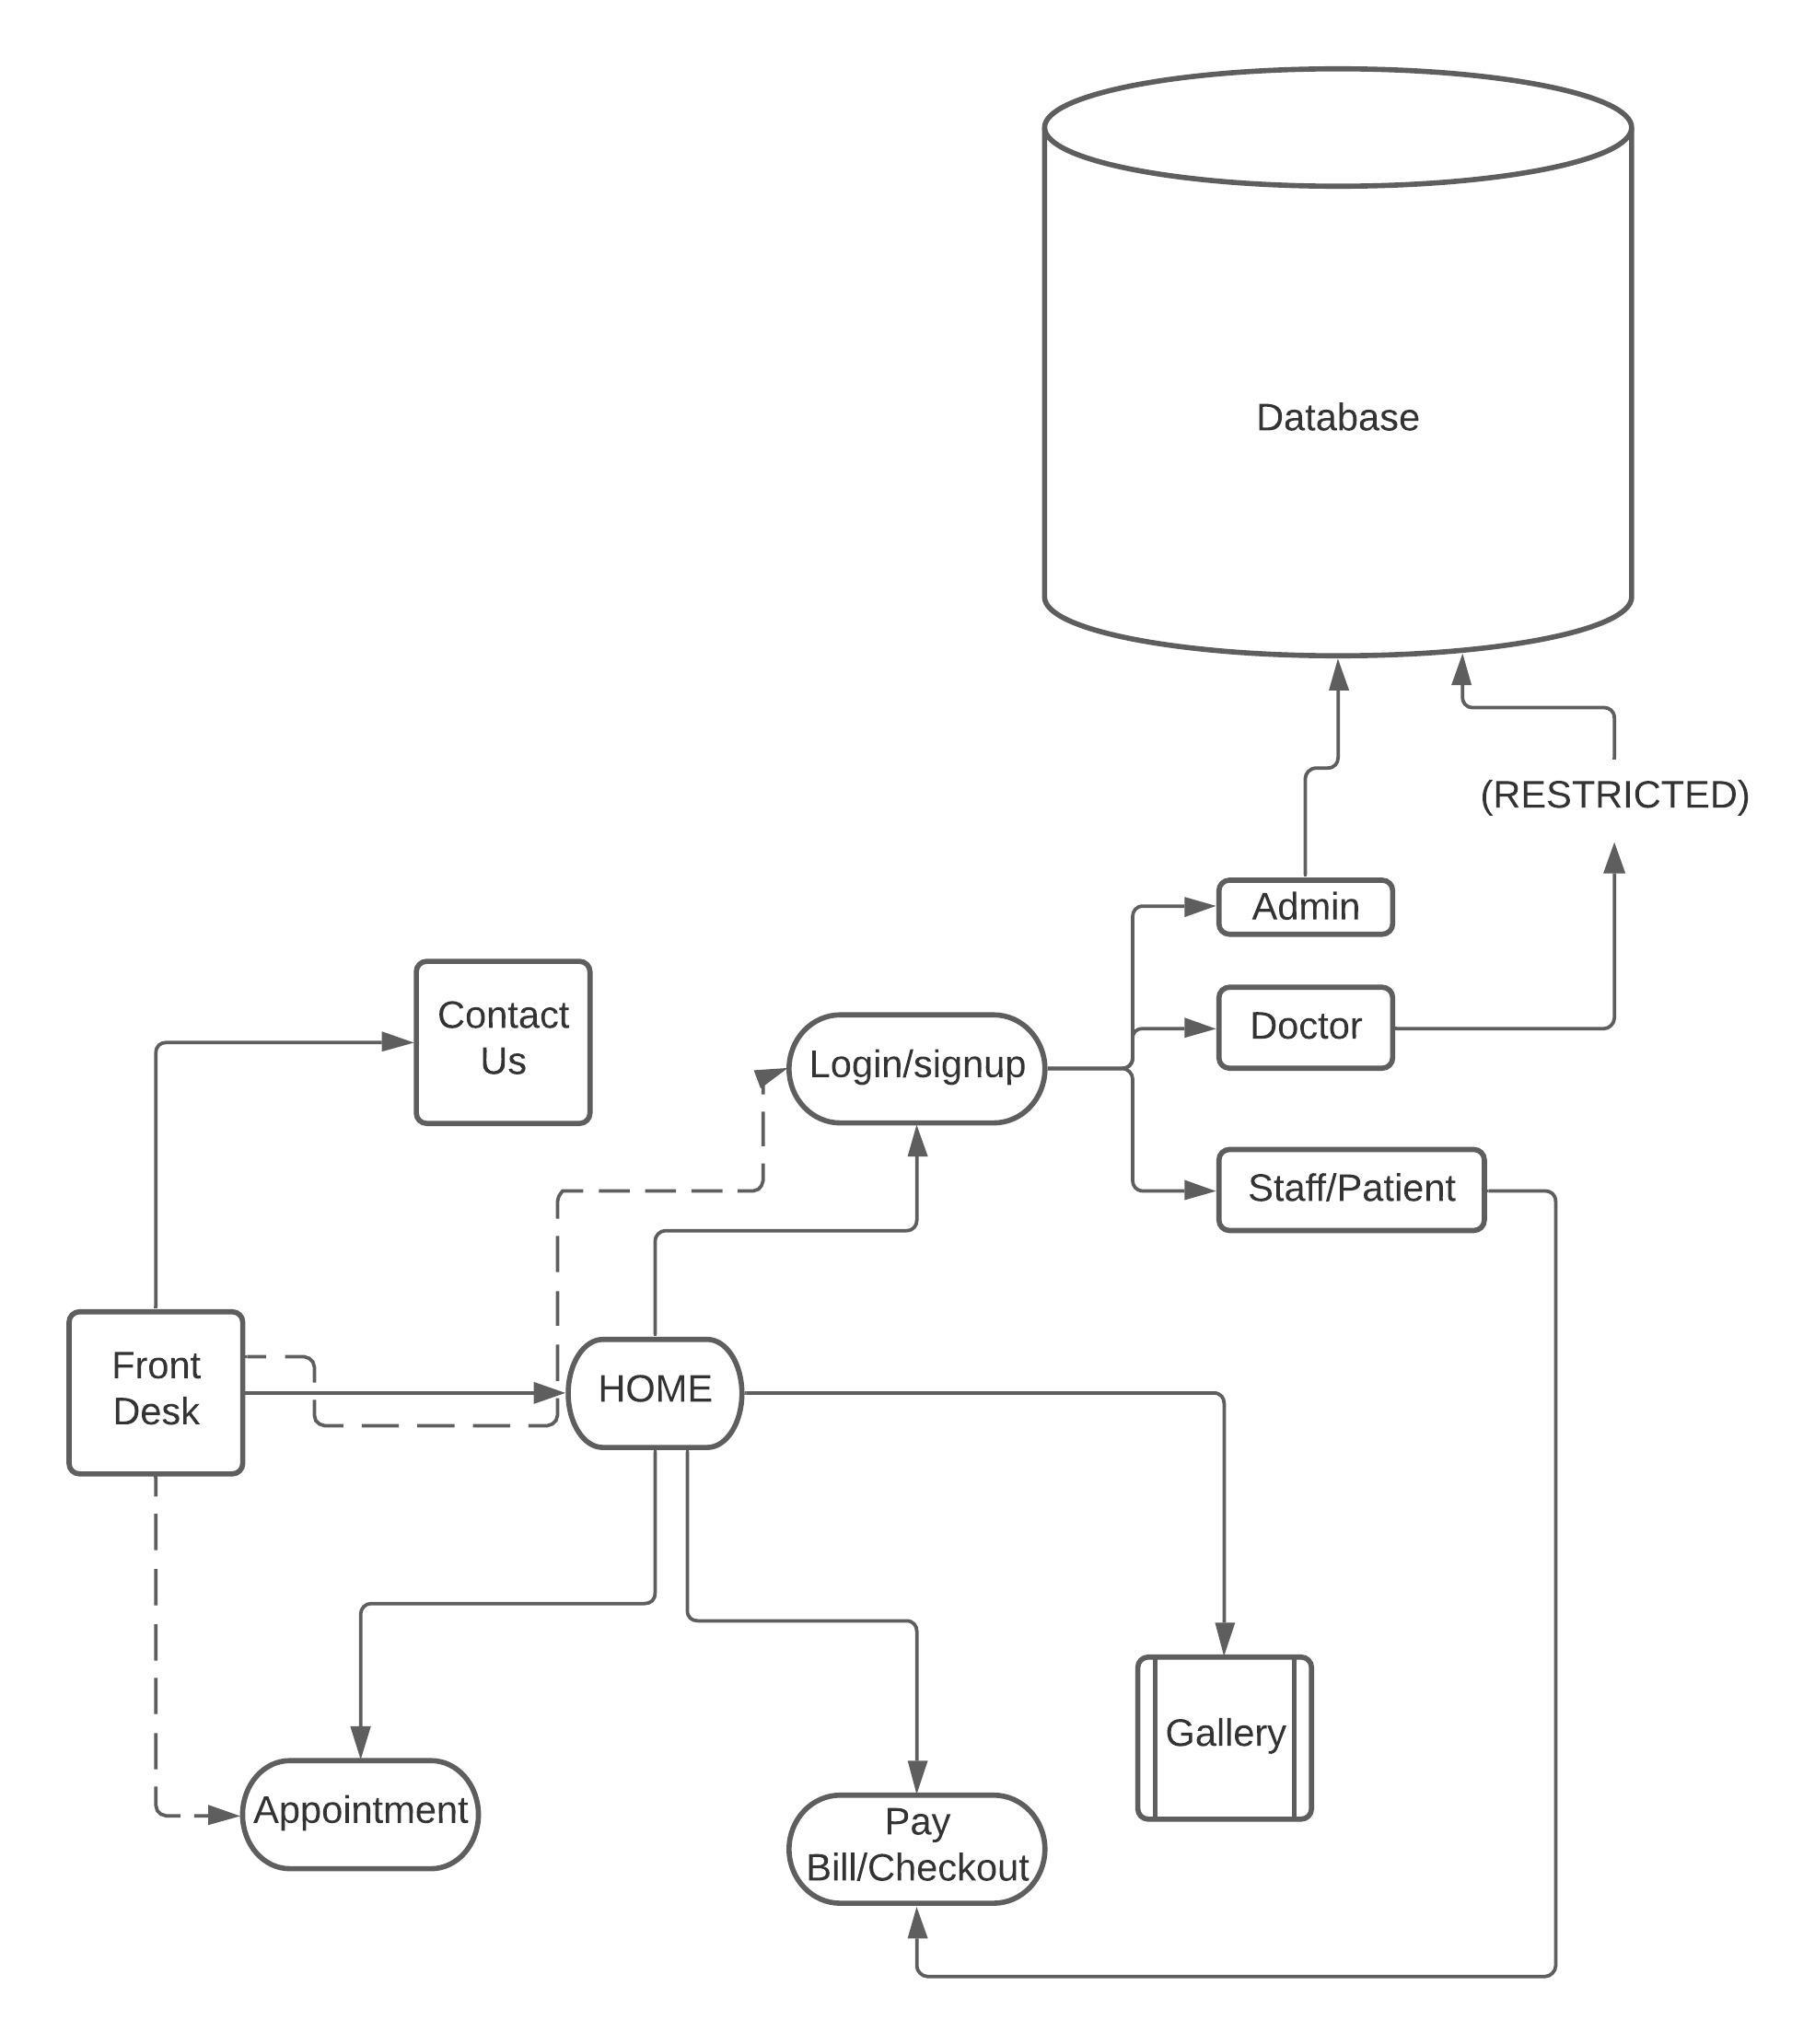 Database
(RESTRICTED)
Admin
Contact
Us
Doctor
Login/signup
Staff/Patient
Front
Desk
HOME
Gallery
Appointment
Pay
Bill/Checkout